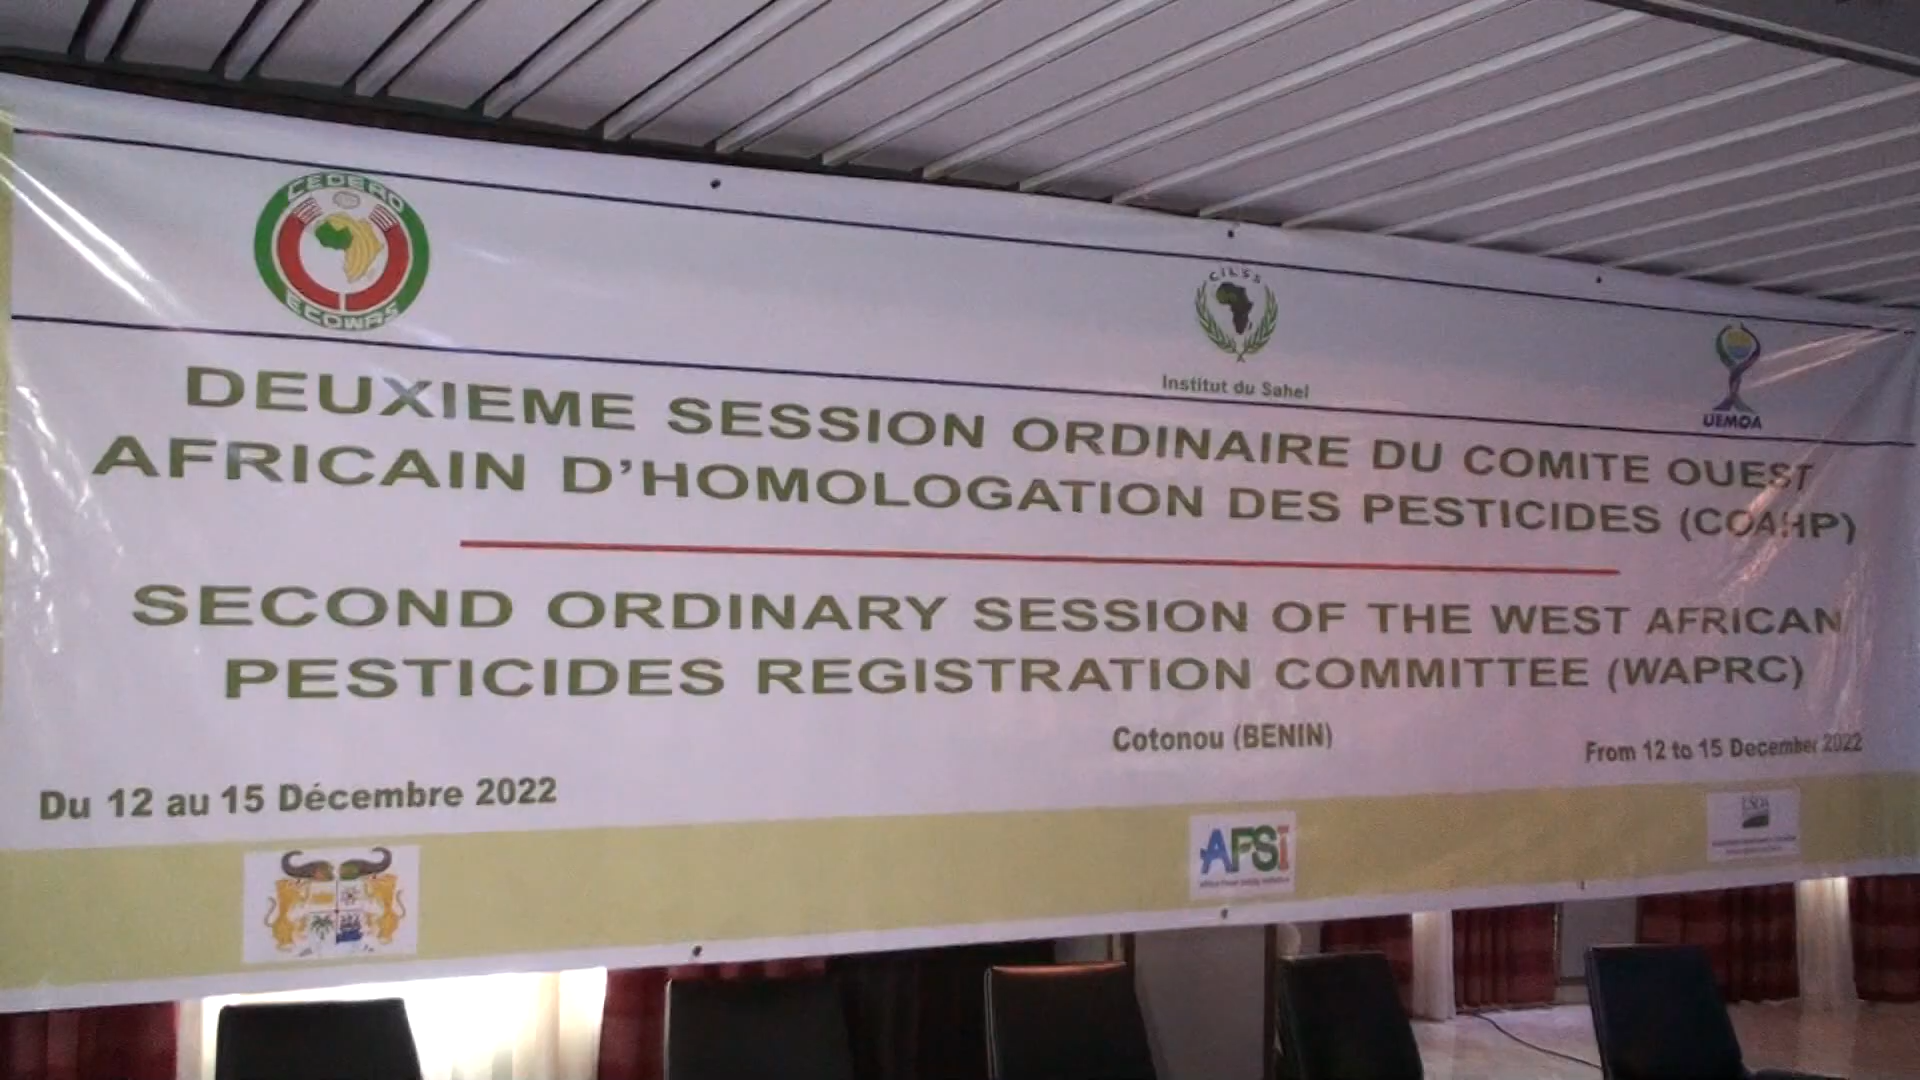 CEDEAO
ECOWAS
CILSS
Institut du Sahel
UEMOA
DEUXIEME SESSION ORDINAIRE DU COMITE OUEST
AFRICAIN D'HOMOLOGATION DES PESTICIDES (COAHP)
SECOND ORDINARY SESSION OF THE WEST AFRICAN
PESTICIDES REGISTRATION COMMITTEE (WAPRC)
Cotonou (BENIN)
Du 12 au 15 Décembre 2022
From 12 to 15 December 2022
AFSI
USDA